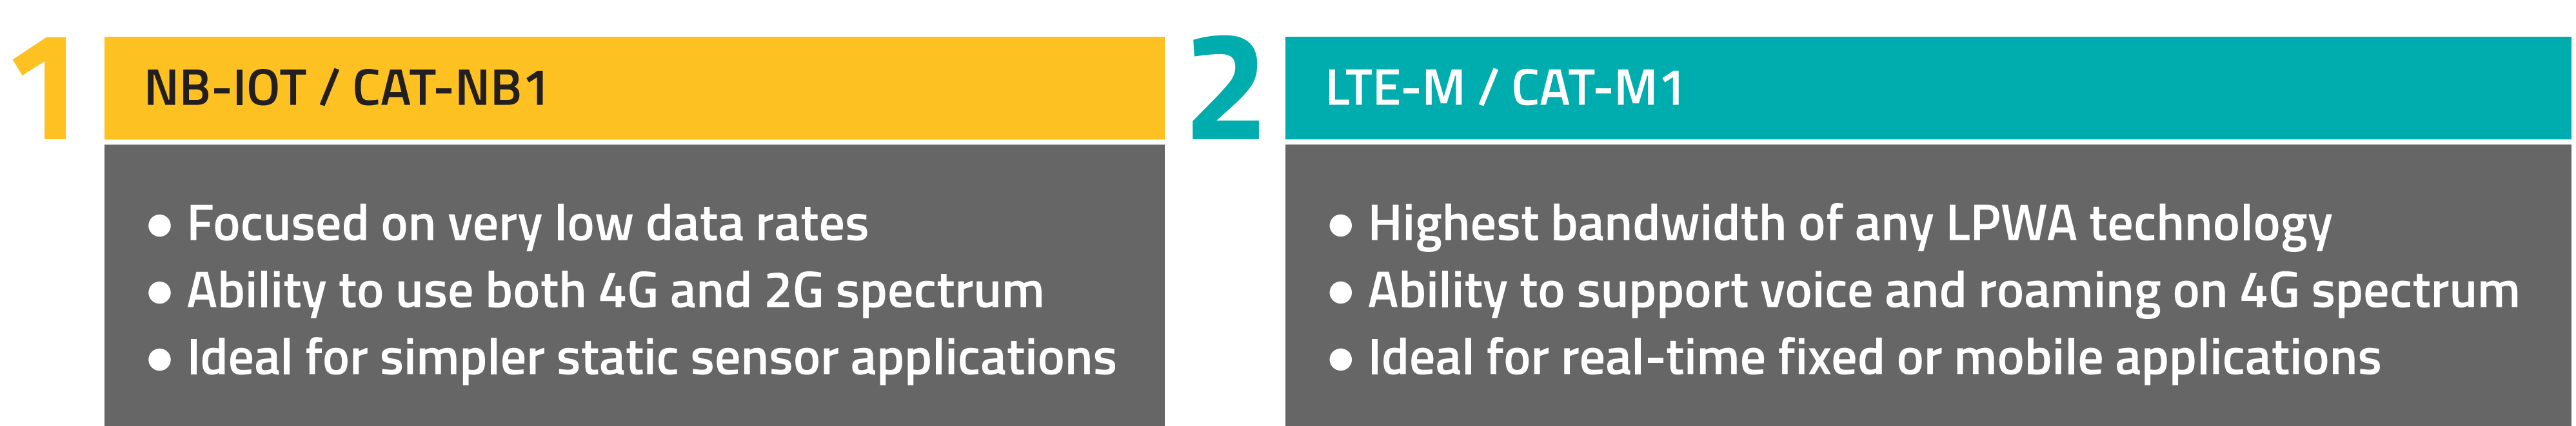 1
NB-IOT / CAT-NB1
● Focused on very low data rates
● Ability to use both 4G and 2G spectrum
● Ideal for simpler static sensor applications
2
LTE-M / CAT-M1
● Highest bandwidth of any LPWA technology
● Ability to support voice and roaming on 4G spectrum
● Ideal for real-time fixed or mobile applications